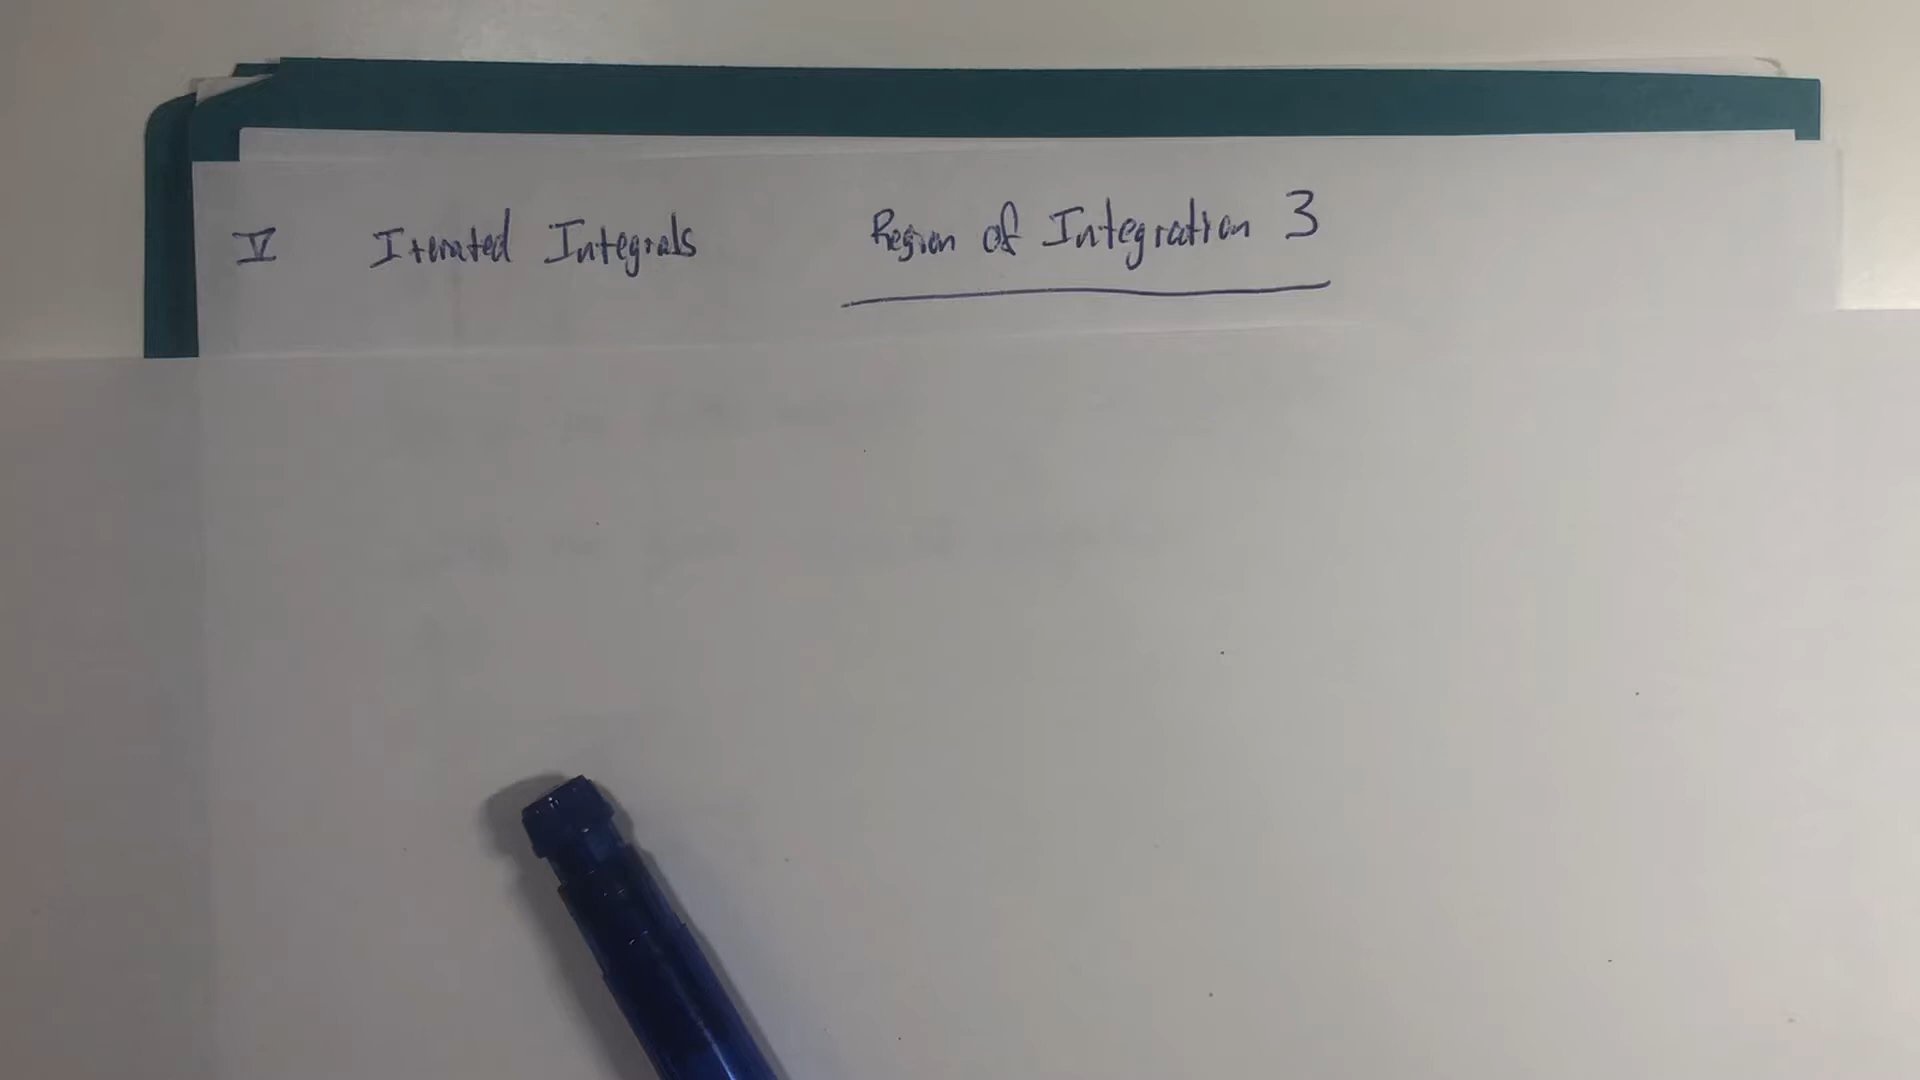 V Iterated Integrals Region of Integration 3